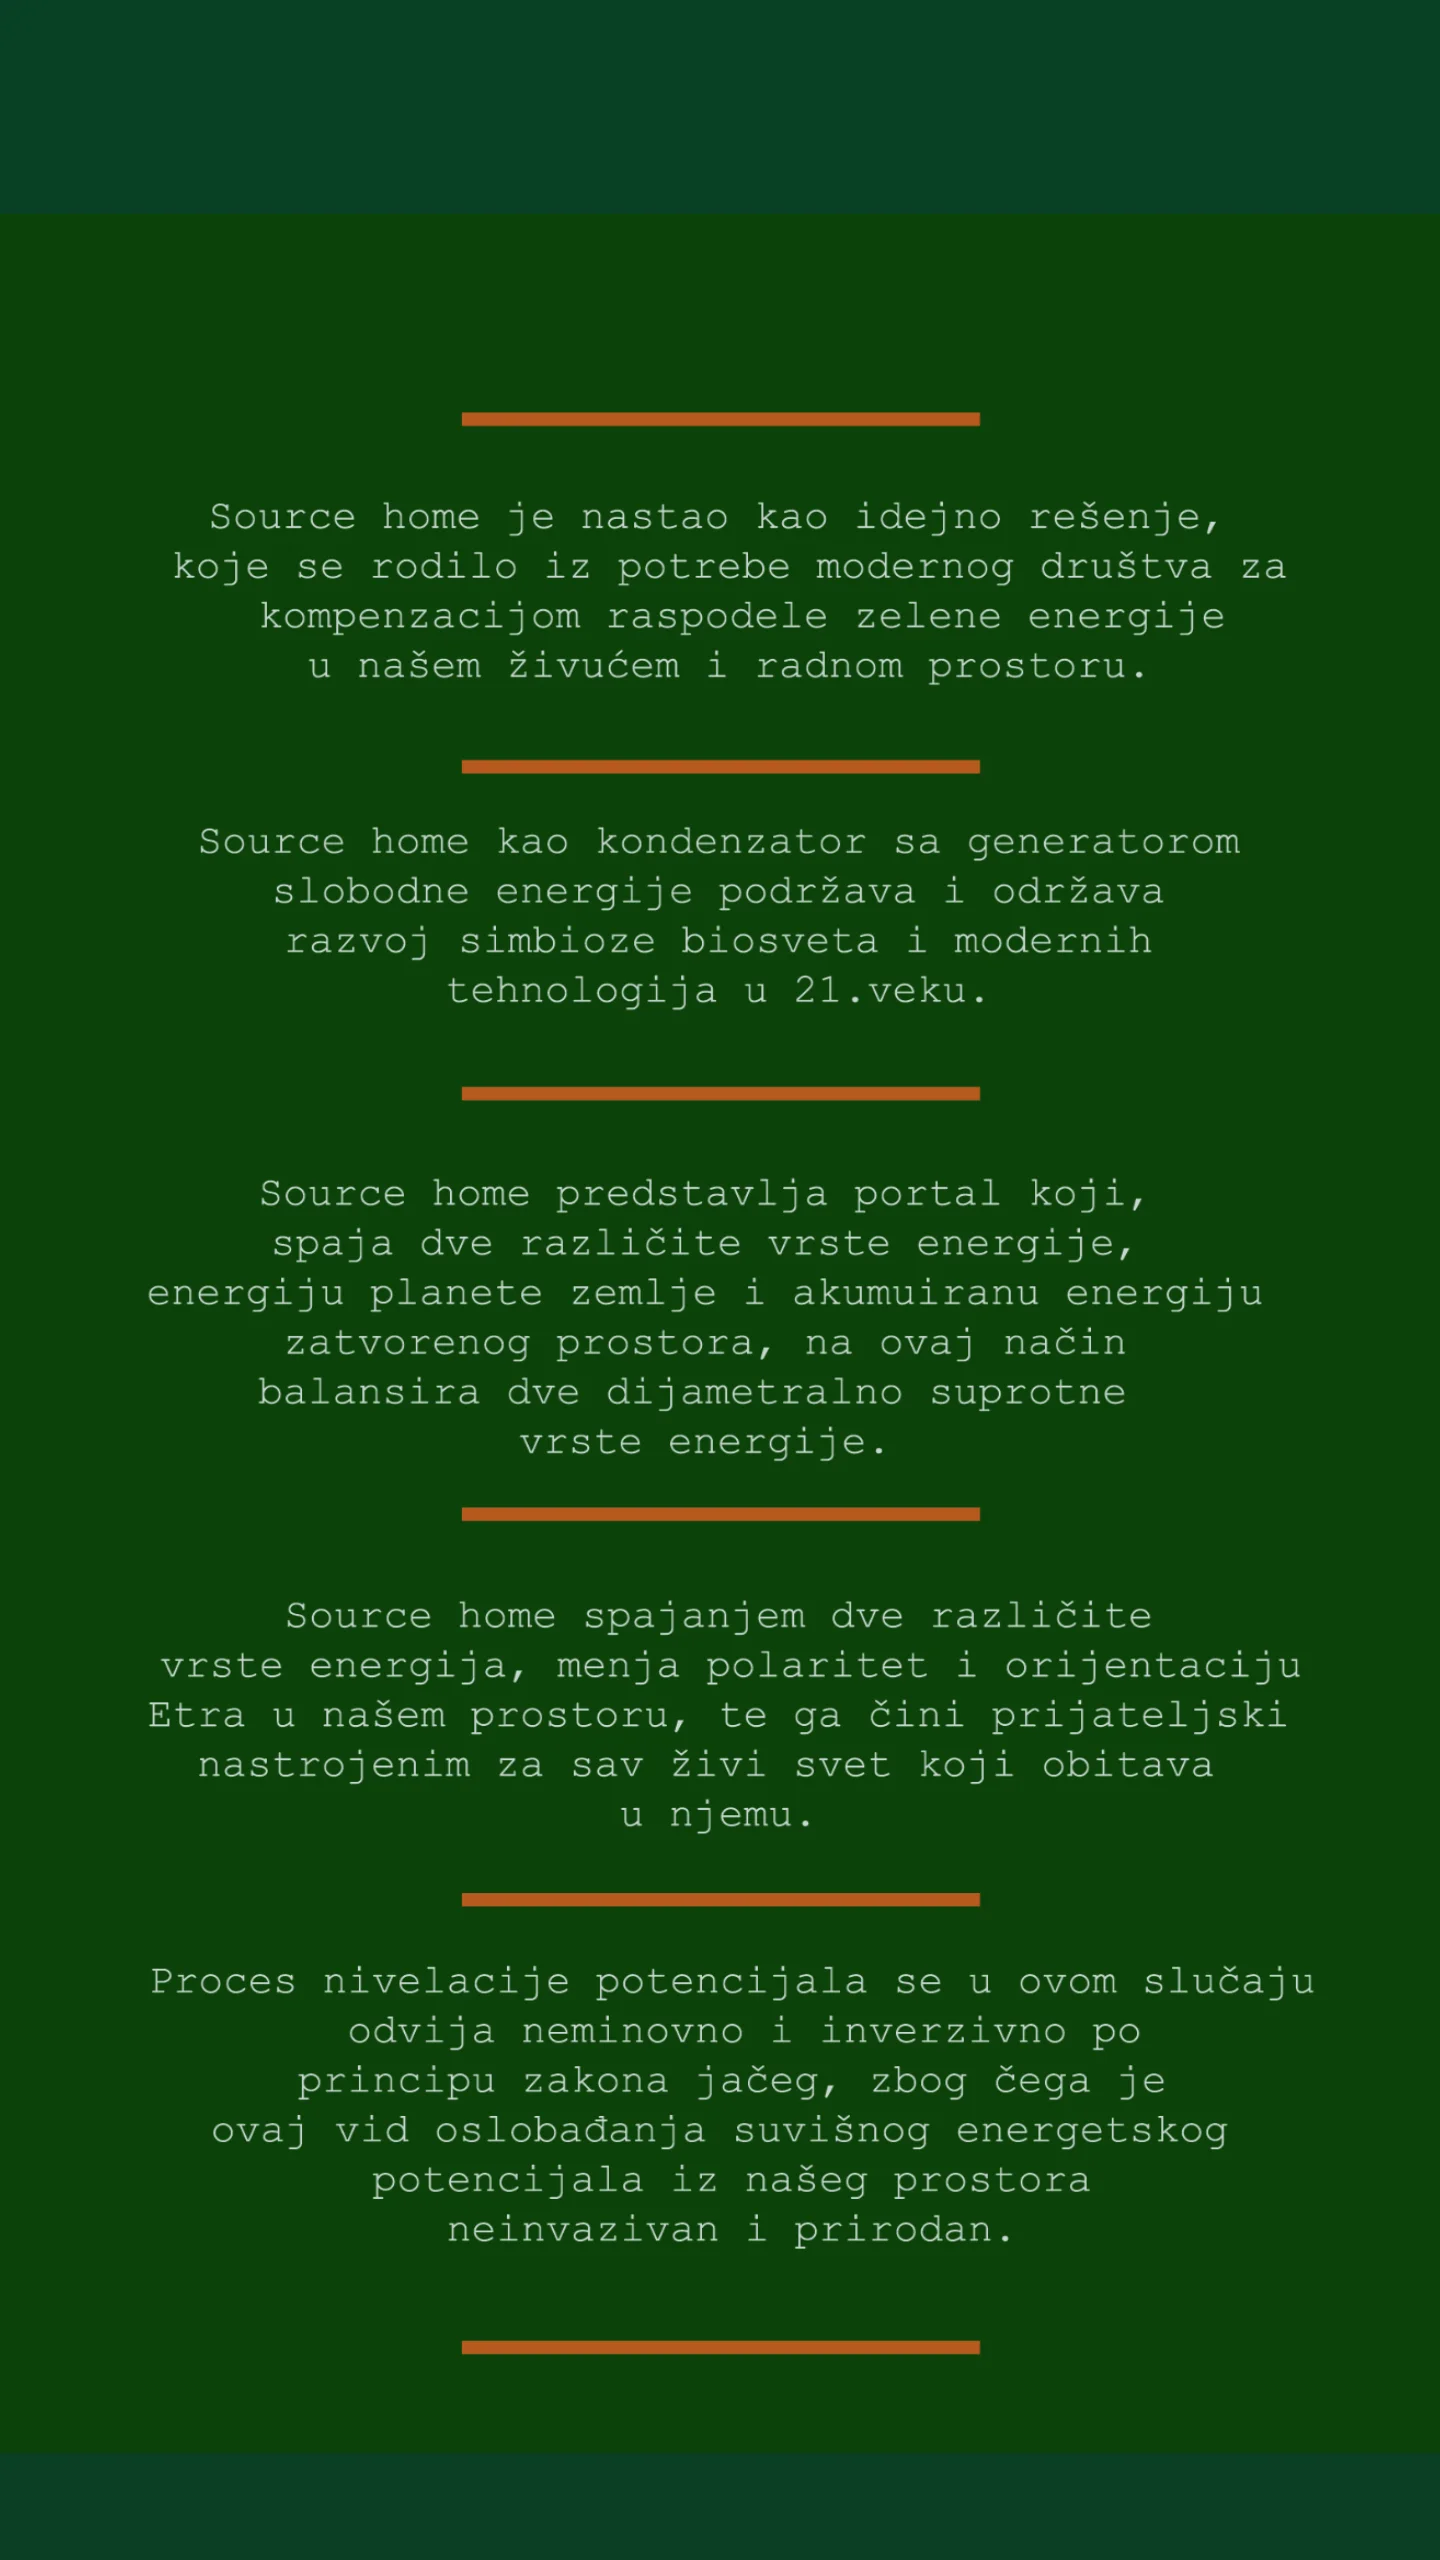 Source home je nastao kao idejno rešenje,
koje se rodilo iz potrebe modernog društva za
kompenzacijom raspodele zelene energije
u našem živućem i radnom prostoru.
Source home kao kondenzator sa generatorom
slobodne energije podržava i održava
razvoj simbioze biosveta i modernih
tehnologija u 21.veku.
Source home predstavlja portal koji,
spaja dve različite vrste energije,
energiju planete zemlje i akumuiranu energiju
zatvorenog prostora, na ovaj način
balansira dve dijametralno suprotne
vrste energije.
Source home spajanjem dve različite
vrste energija, menja polaritet i orijentaciju
Etra u našem prostoru, te ga čini prijateljski
nastrojenim za sav živi svet koji obitava
u njemu.
Proces nivelacije potencijala se u ovom slučaju
odvija neminovno i inverzivno po
principu zakona jačeg, zbog čega je
ovaj vid oslobađanja suvišnog energetskog
potencijala iz našeg prostora
neinvazivan i prirodan.